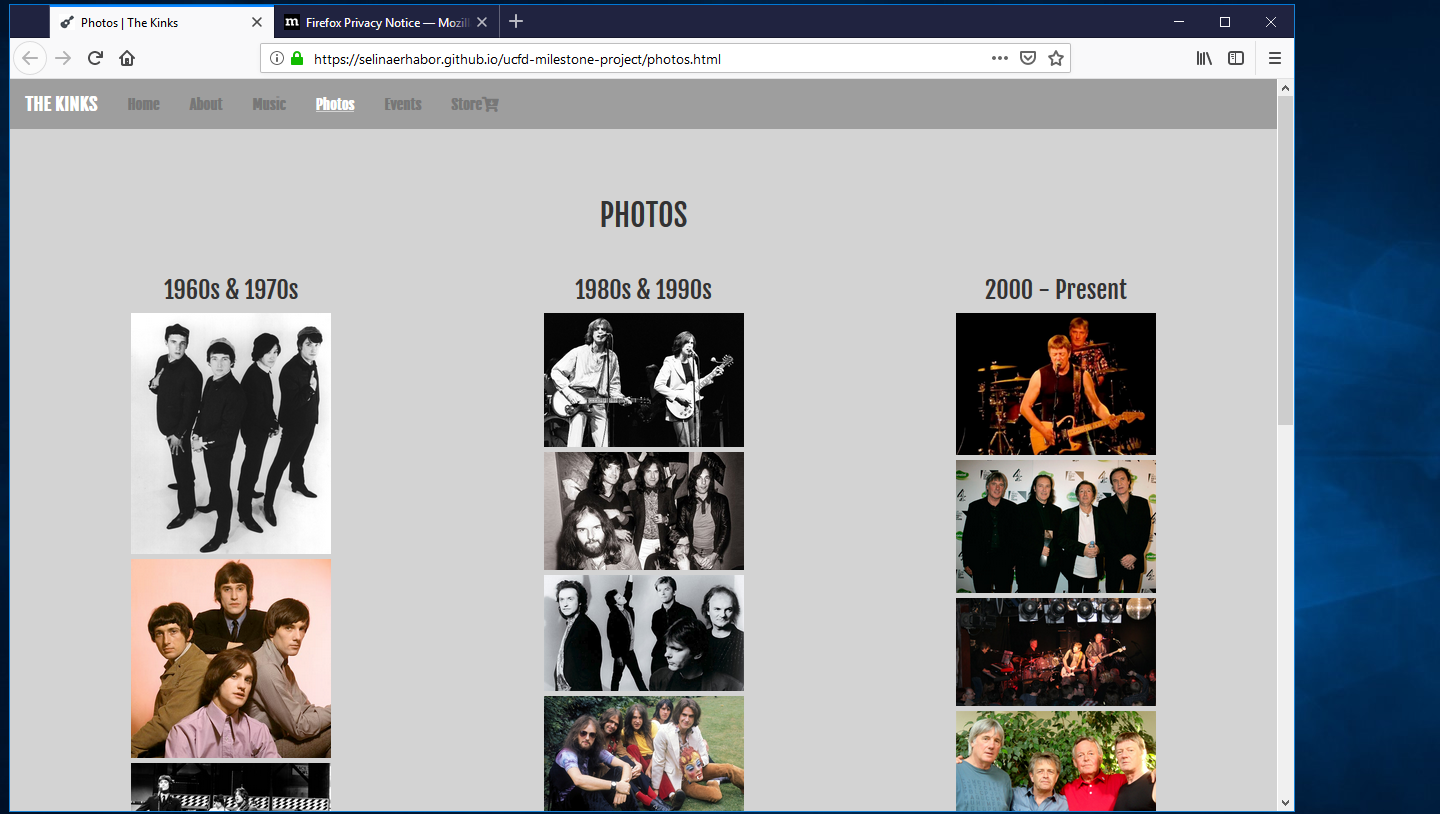 Photos | The Kinks
Firefox Privacy Notice — Mozil
https://selinaerhabor.github.io/ucfd-milestone-project/photos.html
THE KINKS Home About Music Photos Events Store
PHOTOS
1960s & 1970s
1980s & 1990s
2000 - Present